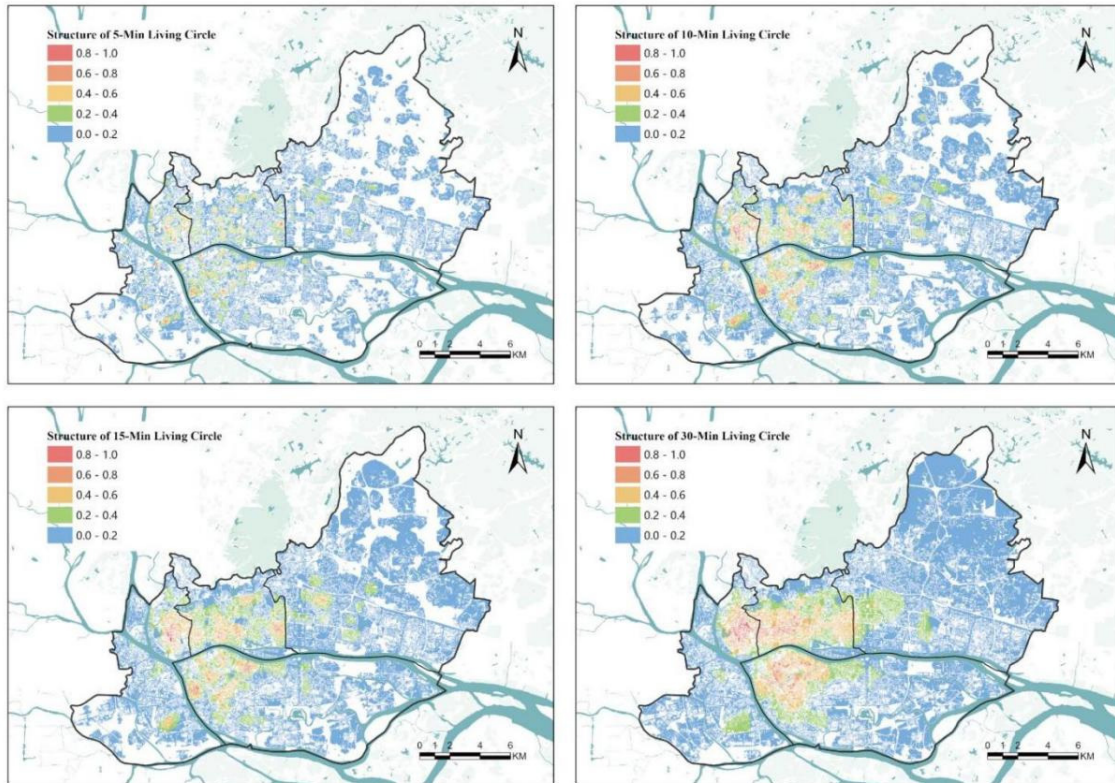 Structure of 5-Min Living Circle
0.8 - 1.0
0.6 - 0.8
0.4 - 0.6
0.2 - 0.4
0.0 - 0.2
N
0 1 2 4 6
KM
Structure of 10-Min Living Circle
0.8 - 1.0
0.6 - 0.8
0.4 - 0.6
0.2 - 0.4
0.0 - 0.2
N
0 1 2 4 6
KM
Structure of 15-Min Living Circle
0.8 - 1.0
0.6 - 0.8
0.4 - 0.6
0.2 - 0.4
0.0 - 0.2
N
0 1 2 4 6
KM
Structure of 30-Min Living Circle
0.8 - 1.0
0.6 - 0.8
0.4 - 0.6
0.2 - 0.4
0.0 - 0.2
N
0 1 2 4 6
KM